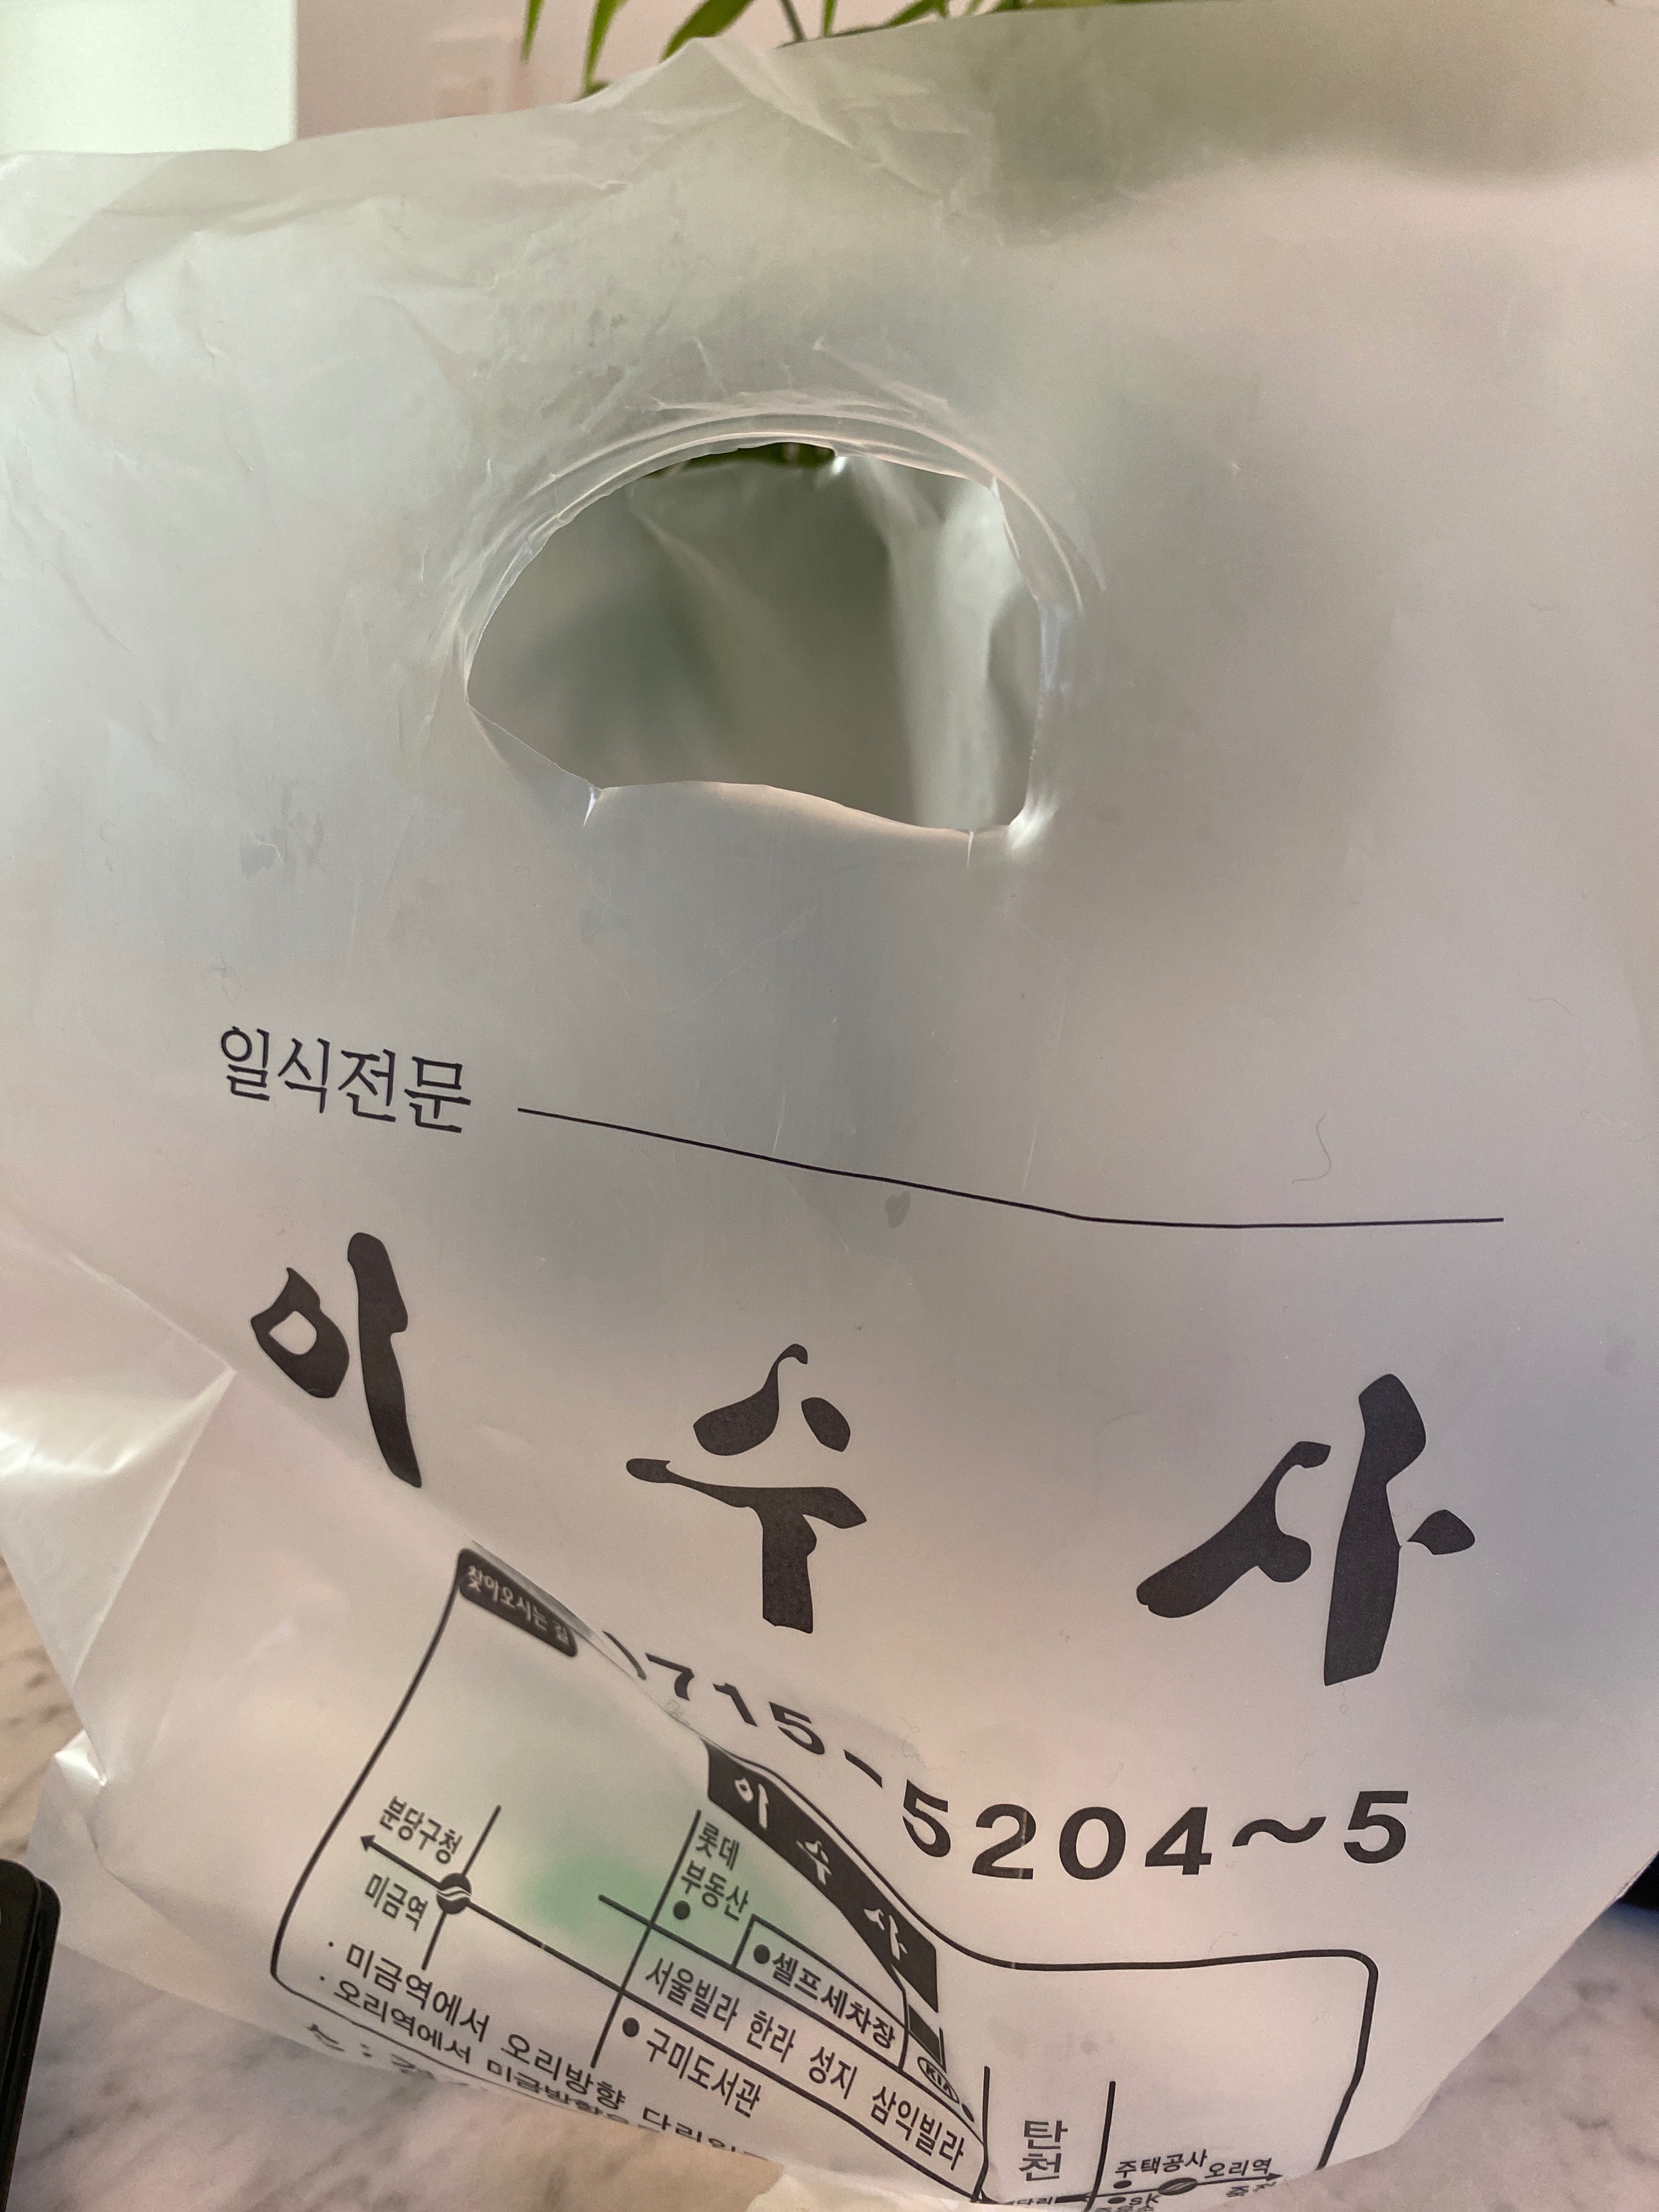 일식전문
이 수 사
715-5204~5
찾아오시는 길
이 수 사
분당구청
미금역
롯데
부동산
셀프세차장
서울빌라 한라 성지 삼익빌라
구미도서관
KIA
탄천
주택공사
오리역
SK
· 미금역에서 오리방향
· 오리역에서